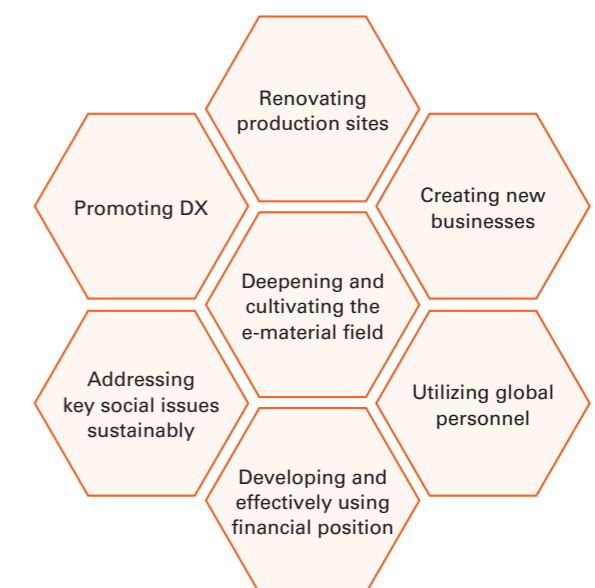 Renovating
production sites
Promoting DX
Creating new
businesses
Deepening and
cultivating the
e-material field
Addressing
key social issues
sustainably
Utilizing global
personnel
Developing and
effectively using
financial position